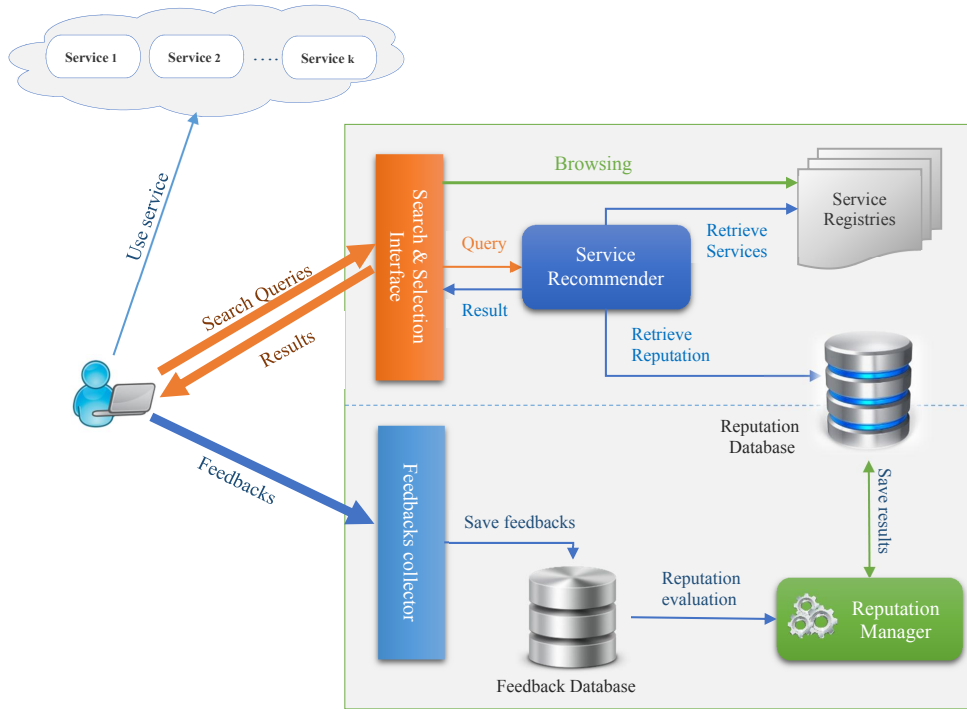 Service 1
Service 2
....
Service k
Use service
Search Queries
Results
Feedbacks
Search & Selection
Interface
Browsing
Query
Result
Service
Recommender
Retrieve
Services
Service
Registries
Retrieve
Reputation
Reputation
Database
Feedbacks collector
Save feedbacks
Feedback Database
Reputation
evaluation
Save results
Reputation
Manager